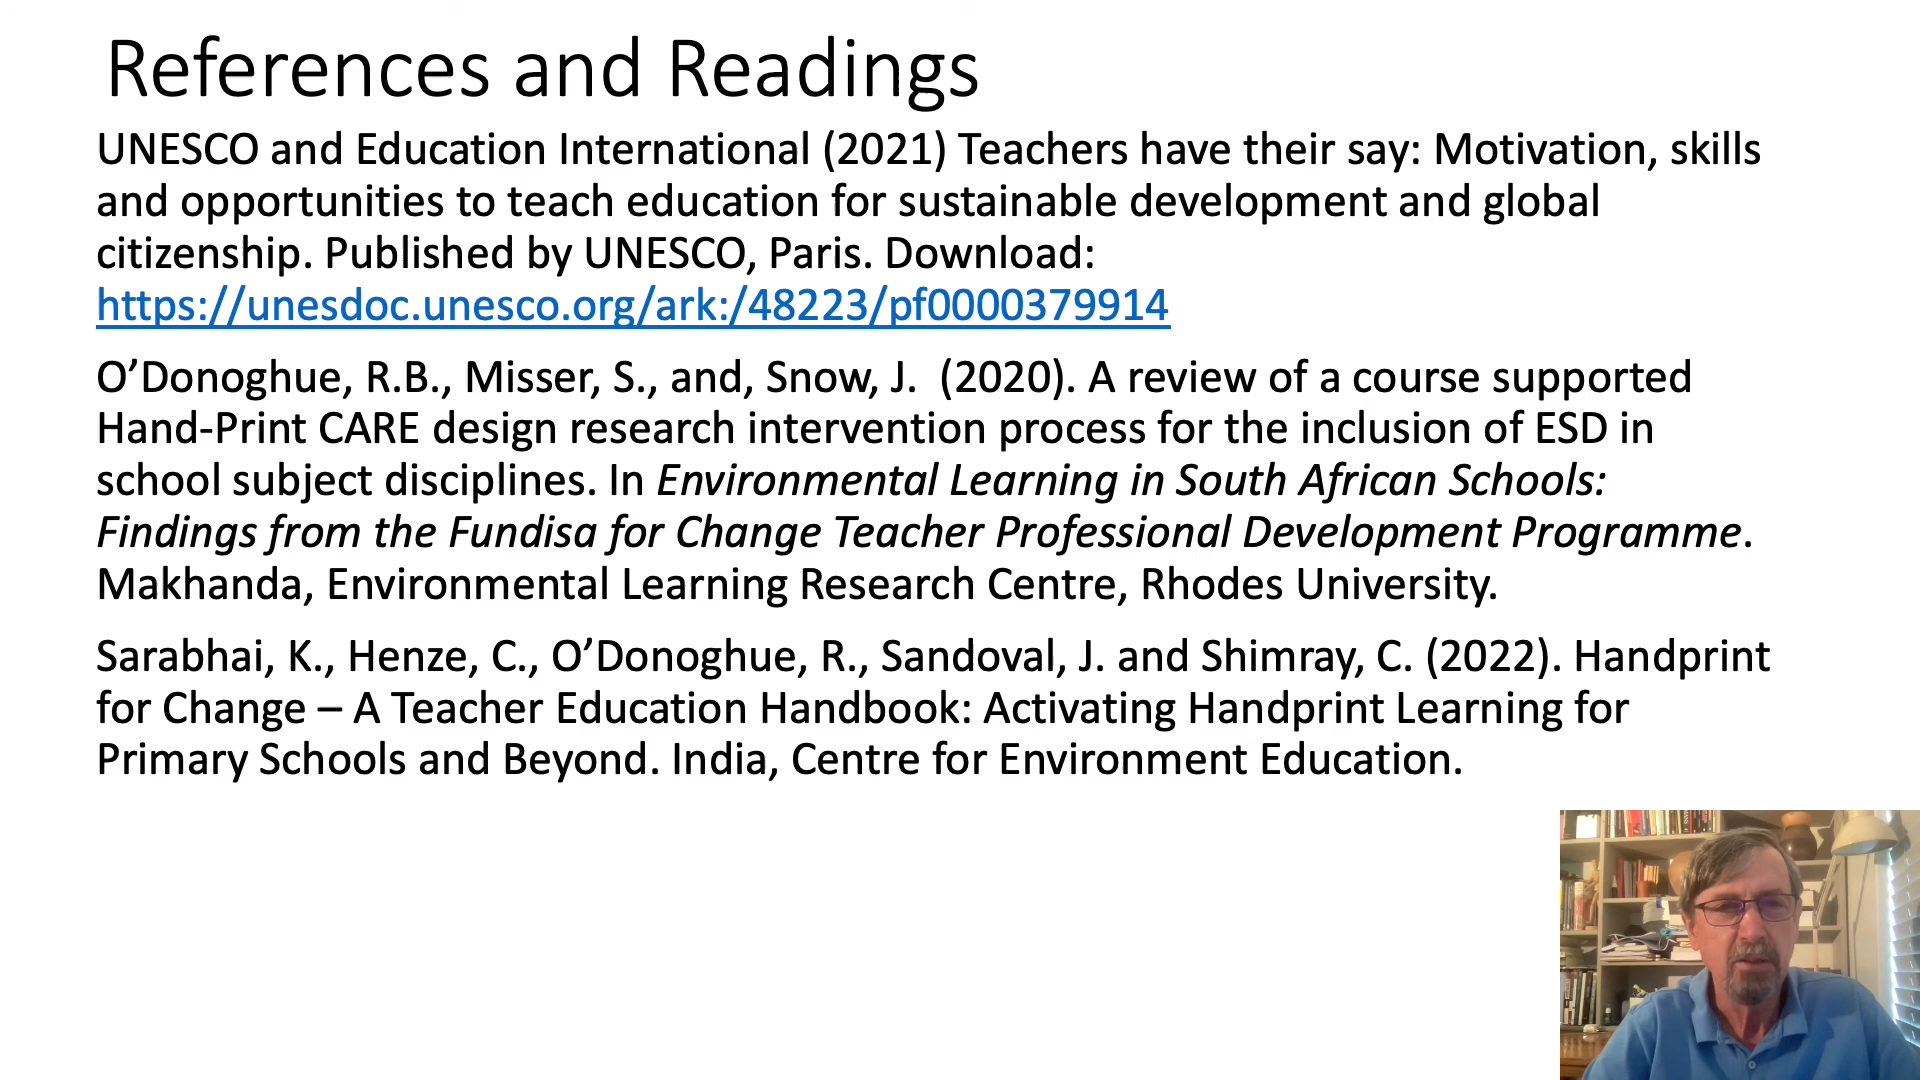 References and Readings
UNESCO and Education International (2021) Teachers have their say: Motivation, skills
and opportunities to teach education for sustainable development and global
citizenship. Published by UNESCO, Paris. Download:
https://unesdoc.unesco.org/ark:/48223/pf0000379914
O’Donoghue, R.B., Misser, S., and, Snow, J.  (2020). A review of a course supported
Hand-Print CARE design research intervention process for the inclusion of ESD in
school subject disciplines. In Environmental Learning in South African Schools:
Findings from the Fundisa for Change Teacher Professional Development Programme.
Makhanda, Environmental Learning Research Centre, Rhodes University.
Sarabhai, K., Henze, C., O’Donoghue, R., Sandoval, J. and Shimray, C. (2022). Handprint
for Change – A Teacher Education Handbook: Activating Handprint Learning for
Primary Schools and Beyond. India, Centre for Environment Education.